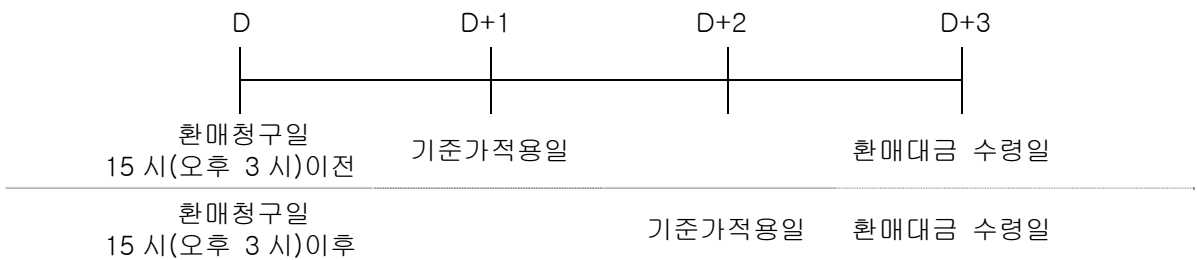 D D+1 D+2 D+3
환매청구일
15 시(오후 3 시)이전 기준가적용일 환매대금 수령일
환매청구일
15 시(오후 3 시)이후 기준가적용일 환매대금 수령일